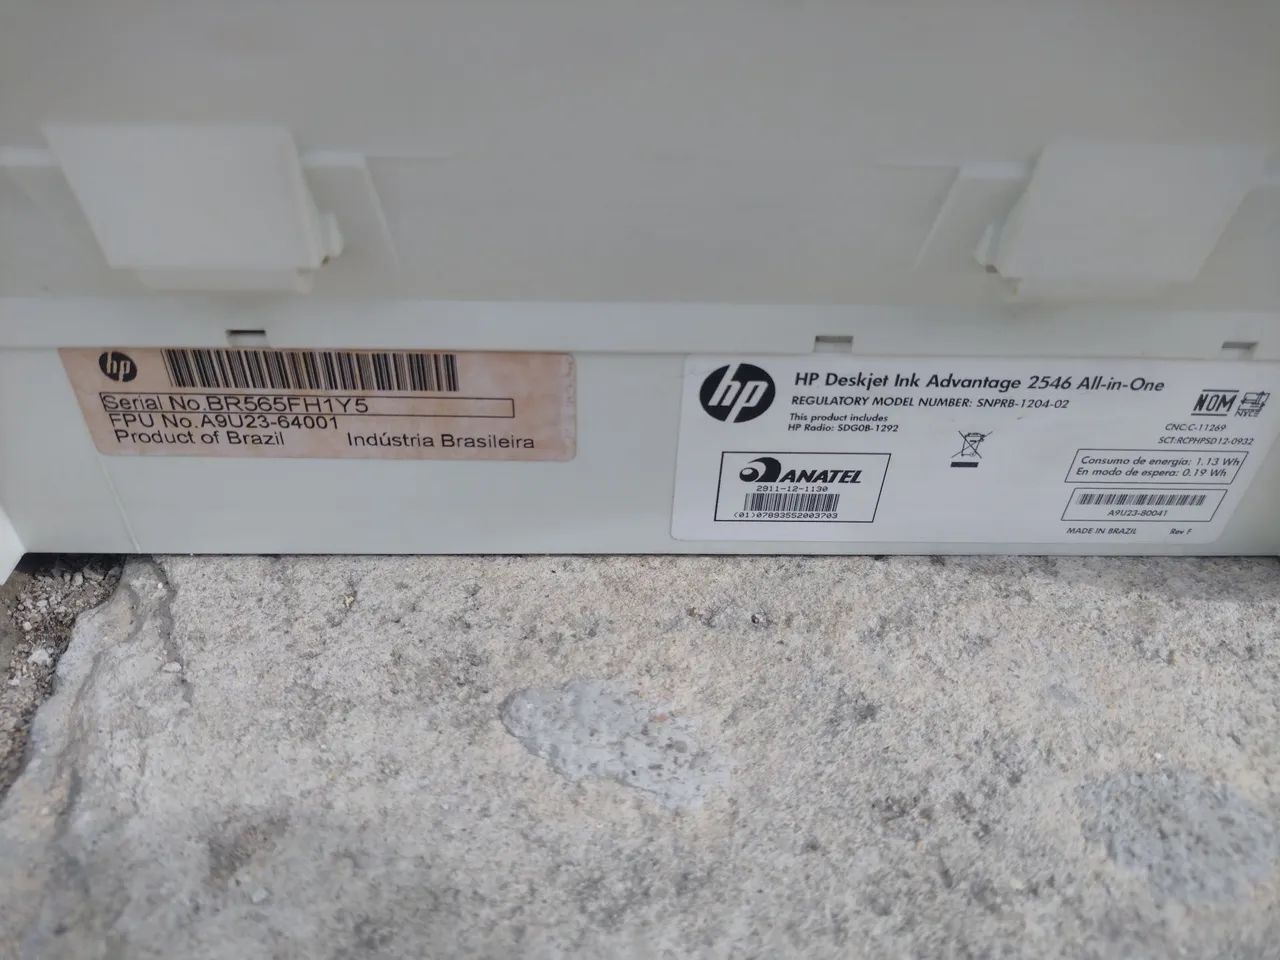 hp
Serial No.BR565FH1Y5
FPU No.A9U23-64001
Product of Brazil Indústria Brasileira
hp
HP Deskjet Ink Advantage 2546 All-in-One
REGULATORY MODEL NUMBER: SNPRB-1204-02
This product includes
HP Radio: SDG0B-1292
ANATEL
2911-12-1130
(01)07893552003703
NOM
NYCE
CNC:C-11269
SCT:RCPHPSD12-0932
Consumo de energía: 1.13 Wh
En modo de espera: 0.19 Wh
A9U23-80041
MADE IN BRAZIL Rev F